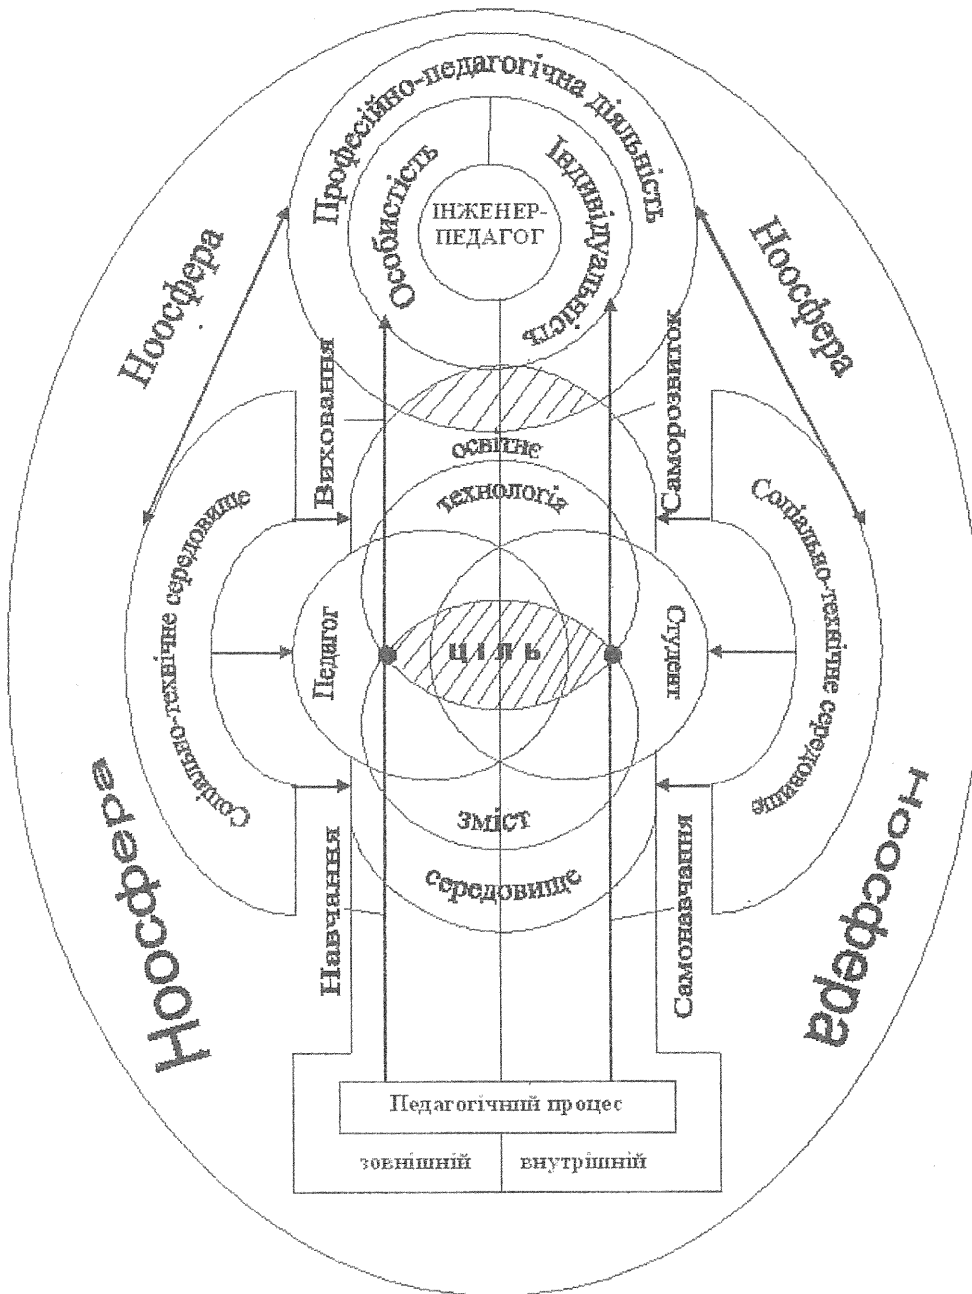 Професійно-педагогічна діяльність
Особистість
Індивідуальність
ІНЖЕНЕР-
ПЕДАГОГ
Ноосфера
Ноосфера
Виховання
Саморозвиток
освітнє
технологія
Соціально-технічне середовище
Соціально-технічне середовище
Педагог
ЦІЛЬ
Студент
зміст
середовище
Навчання
Самонавчання
Ноосфера
Ноосфера
Педагогічний процес
зовнішній
внутрішній